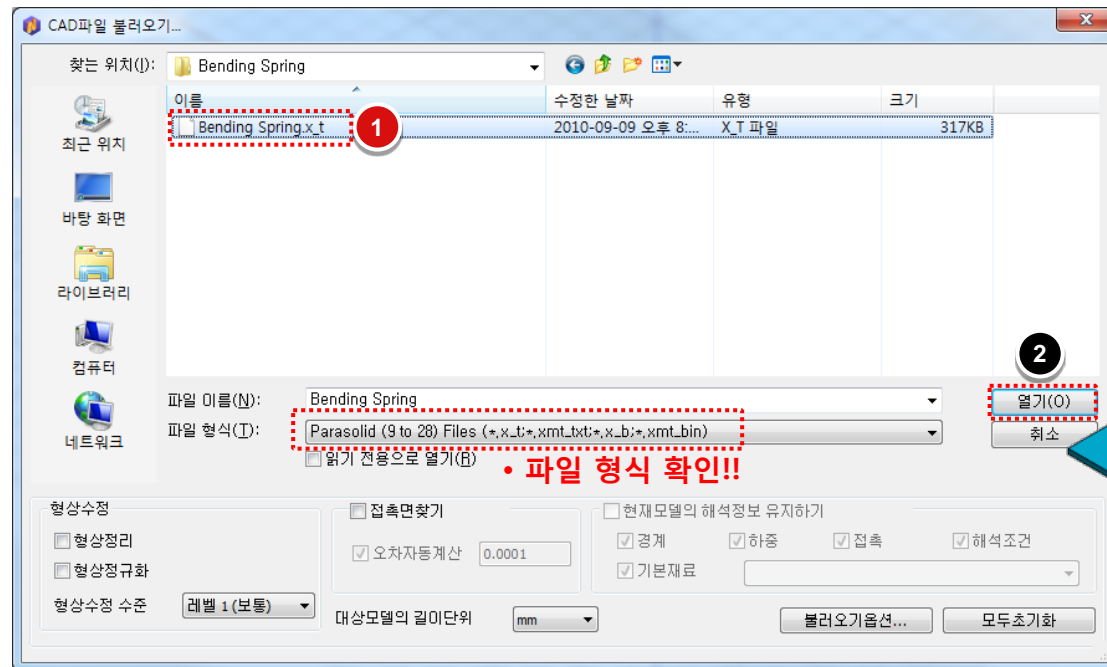 CAD파일 불러오기...
찾는 위치(I):
Bending Spring
이름
수정한 날짜
유형
크기
Bending Spring.x_t
1
2010-09-09 오후 8:...
X_T 파일
317KB
최근 위치
바탕 화면
라이브러리
컴퓨터
네트워크
2
파일 이름(N):
Bending Spring
열기(O)
파일 형식(T):
Parasolid (9 to 28) Files (*.x_t;*.xmt_txt;*.x_b;*.xmt_bin)
취소
읽기 전용으로 열기(R)
• 파일 형식 확인!!
형상수정
접촉면찾기
현재모델의 해석정보 유지하기
형상정리
오차자동계산
0.0001
경계
하중
접촉
해석조건
형상정규화
기본재료
형상수정 수준
레벨 1 (보통)
대상모델의 길이단위
mm
불러오기옵션...
모두초기화